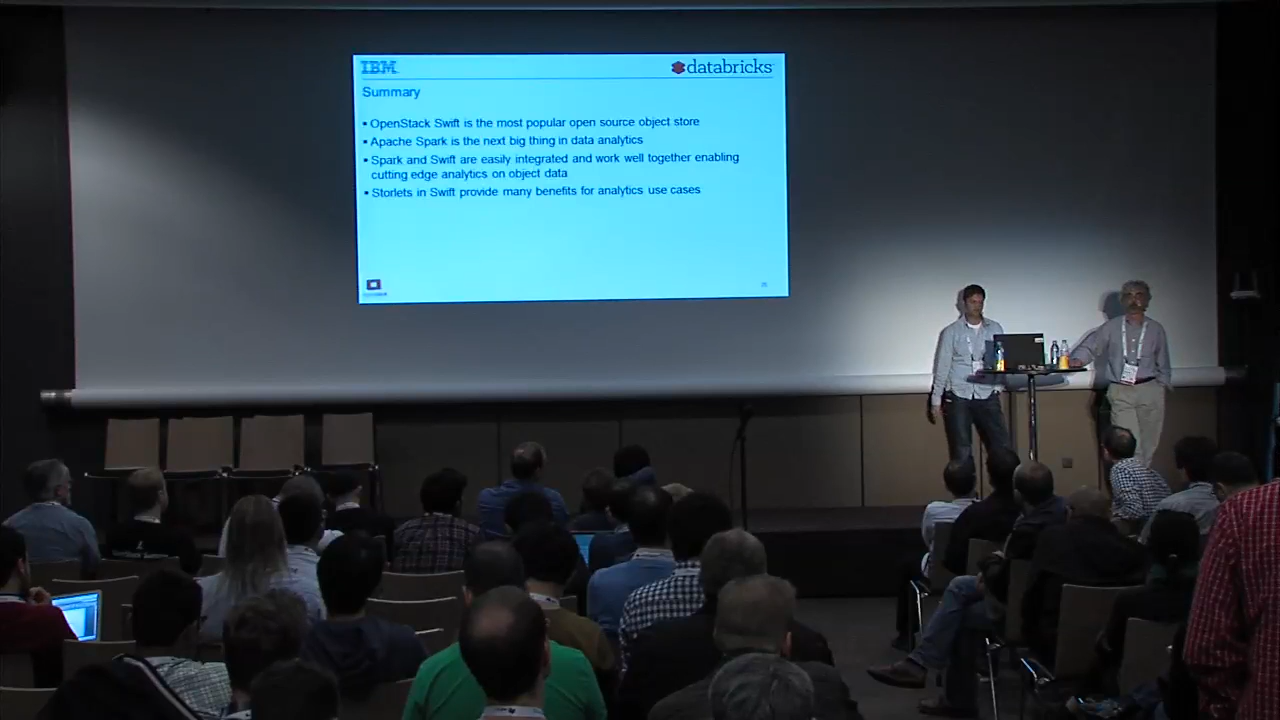 IBM
databricks
Summary
▪ OpenStack Swift is the most popular open source object store
▪ Apache Spark is the next big thing in data analytics
▪ Spark and Swift are easily integrated and work well together enabling
cutting edge analytics on object data
▪ Storlets in Swift provide many benefits for analytics use cases